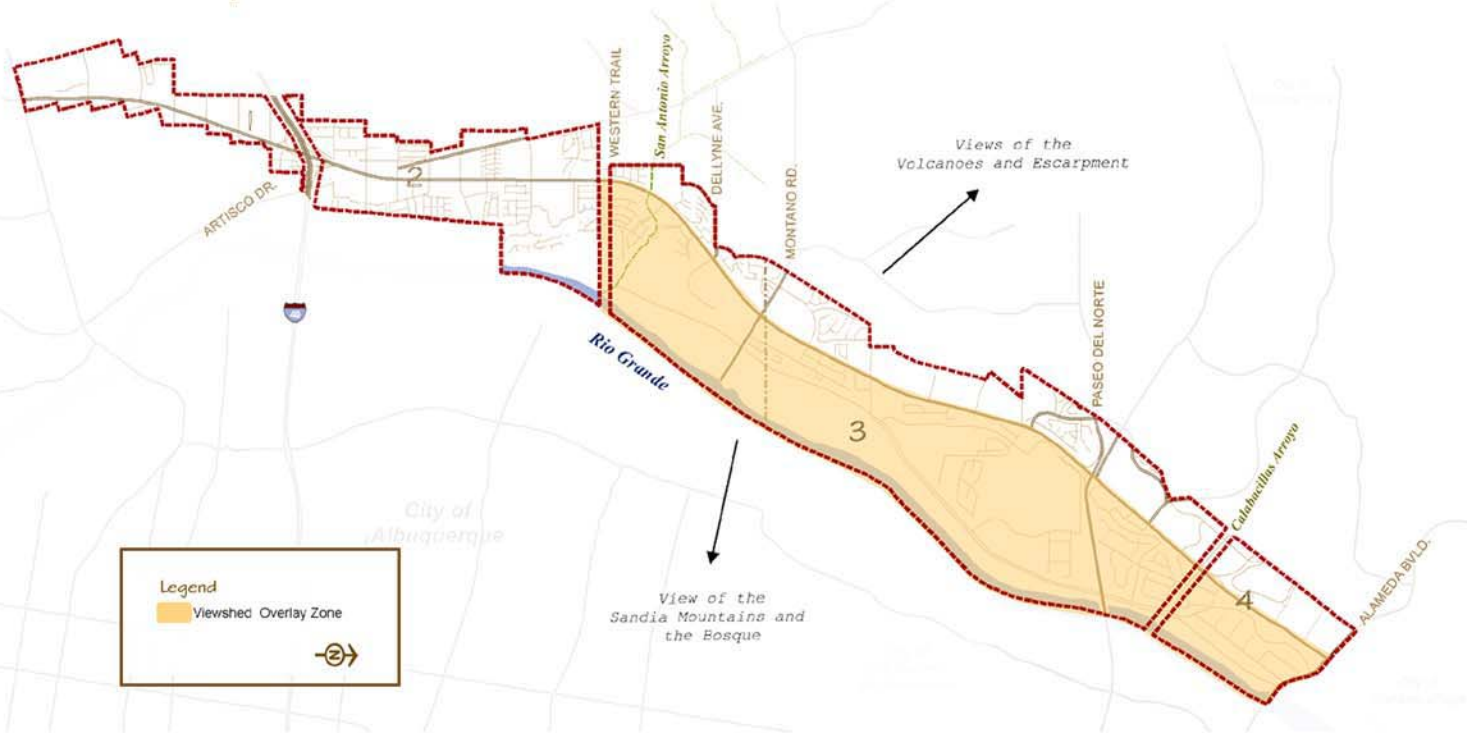 WESTERN TRAIL
San Antonio Arroyo
DELLYNE AVE.
MONTANO RD.
Views of the
Volcanoes and Escarpment
1
2
ARTISCO DR.
PASEO DEL NORTE
Rio Grande
3
Calabacillas Arroyo
City of
Albuquerque
4
ALAMEDA BVLD.
View of the
Sandia Mountains and
the Bosque
Legend
Viewshed Overlay Zone
N